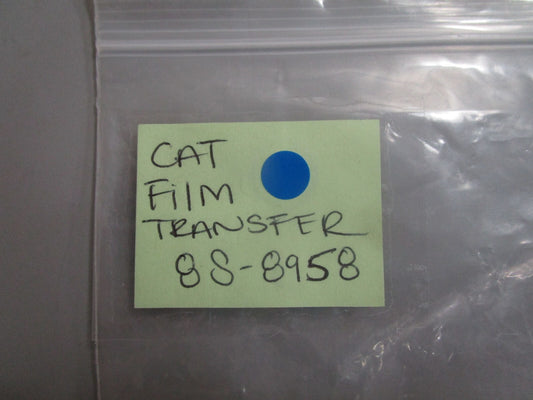 CAT
FilM
TRANSFER
8S-8958